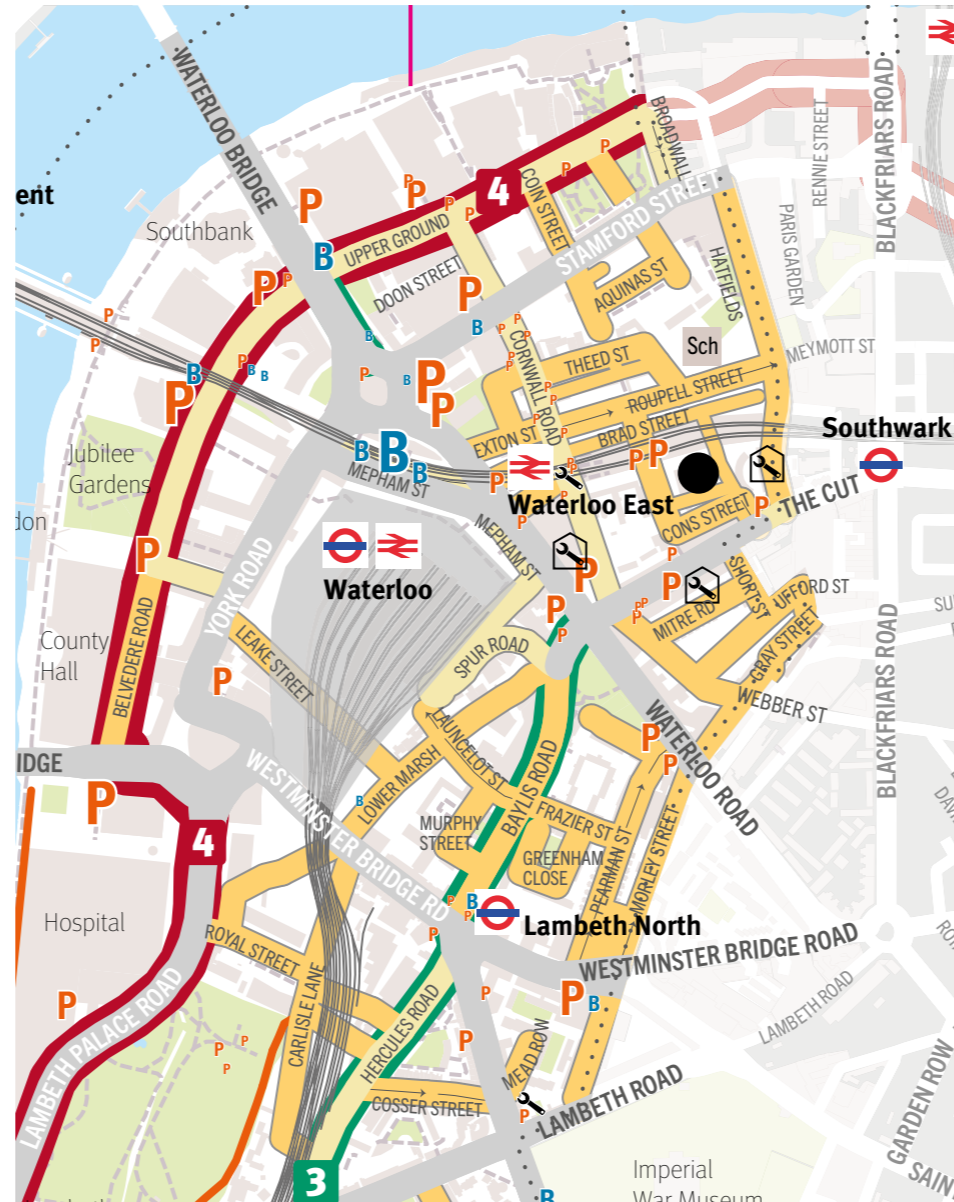 WATERLOO BRIDGE
BROADWALL
RENNIE STREET
BLACKFRIARS ROAD
ent
Southbank
UPPER GROUND
4
COIN STREET
STAMFORD STREET
PARIS GARDEN
B
P
DOON STREET
AQUINAS ST
HATFIELDS
CORNWALL ROAD
THEED ST
Sch
MEYMOTT ST
ROUPELL STREET
EXTON ST
BRAD STREET
Southwark
Jubilee
Gardens
MEPHAM ST
B
Waterloo East
CONS STREET
THE CUT
don
MEPHAM ST
Waterloo
YORK ROAD
SHORT ST
UFFORD ST
MITRE RD
GRAY STREET
SU
County
Hall
BELVEDERE ROAD
LEAKE STREET
SPUR ROAD
WEBBER ST
BLACKFRIARS ROAD
IDGE
WESTMINSTER BRIDGE RD
LOWER MARSH
LAUNCELOT ST
BAYLIS ROAD
WATERLOO ROAD
FRAZIER ST
MURPHY
STREET
GREENHAM
CLOSE
PEARMAN ST
MORLEY STREET
DAVI
4
Hospital
Lambeth North
ROYAL STREET
WESTMINSTER BRIDGE ROAD
LAMBETH PALACE ROAD
CARLISLE LANE
HERCULES ROAD
LAMBETH ROAD
MEAD ROW
COSSER STREET
LAMBETH ROAD
GARDEN ROW
3
Imperial
War Museum
SAIN
B